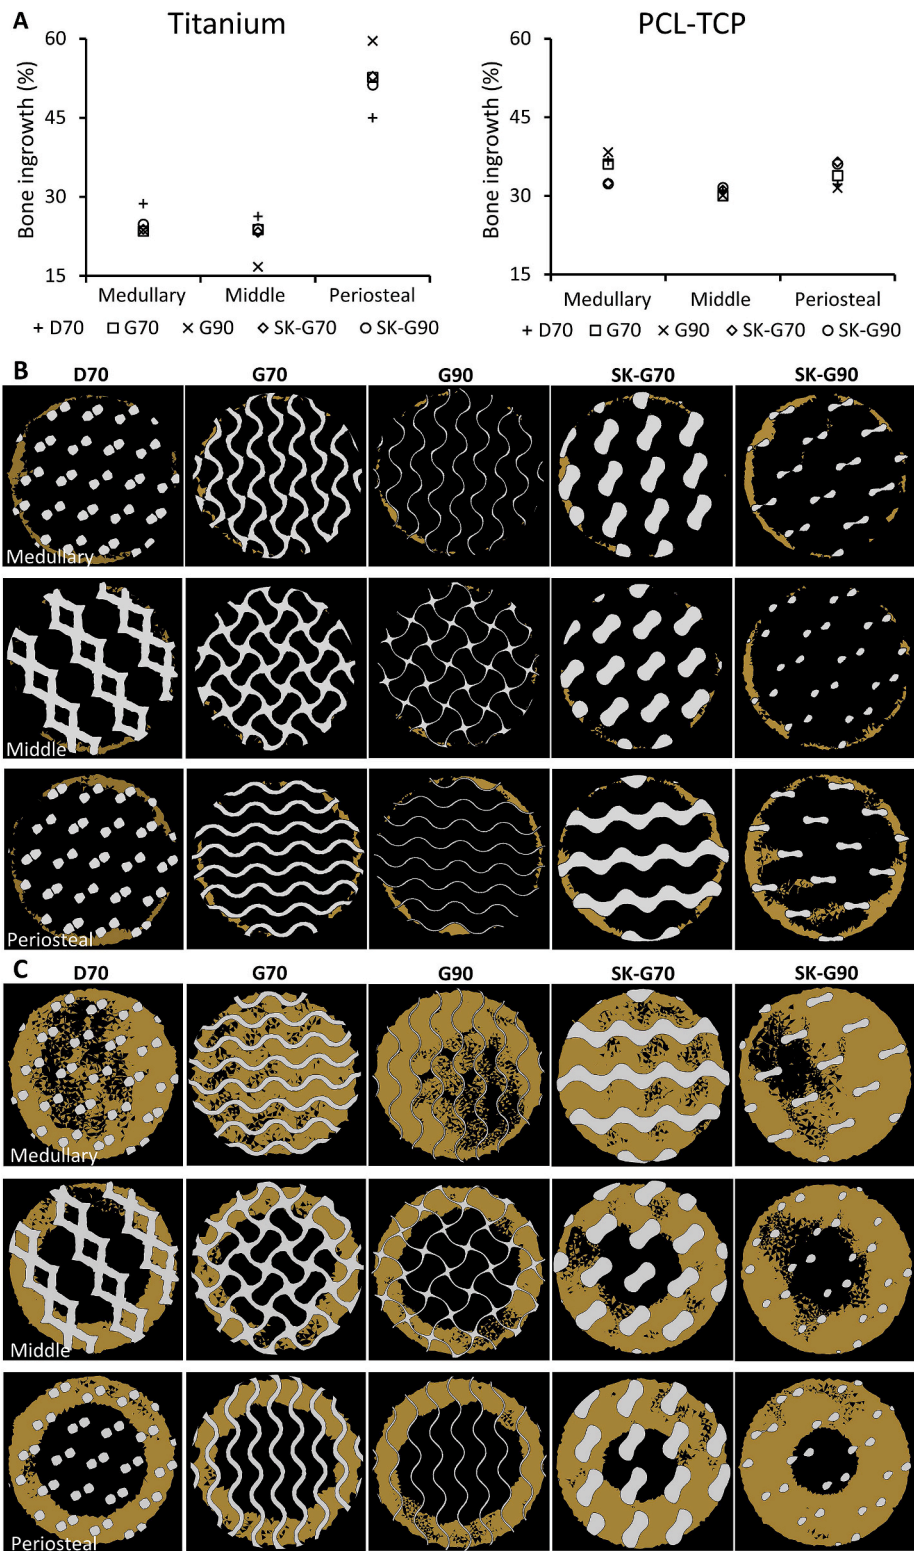 A
Titanium
PCL-TCP
Bone ingrowth (%)
60
45
30
15
Medullary Middle Periosteal
+ D70 □ G70 × G90 ◇ SK-G70 ○ SK-G90
Bone ingrowth (%)
60
45
30
15
Medullary Middle Periosteal
+ D70 □ G70 × G90 ◇ SK-G70 ○ SK-G90
B
D70 G70 G90 SK-G70 SK-G90
Medullary
Middle
Periosteal
C
D70 G70 G90 SK-G70 SK-G90
Medullary
Middle
Periosteal